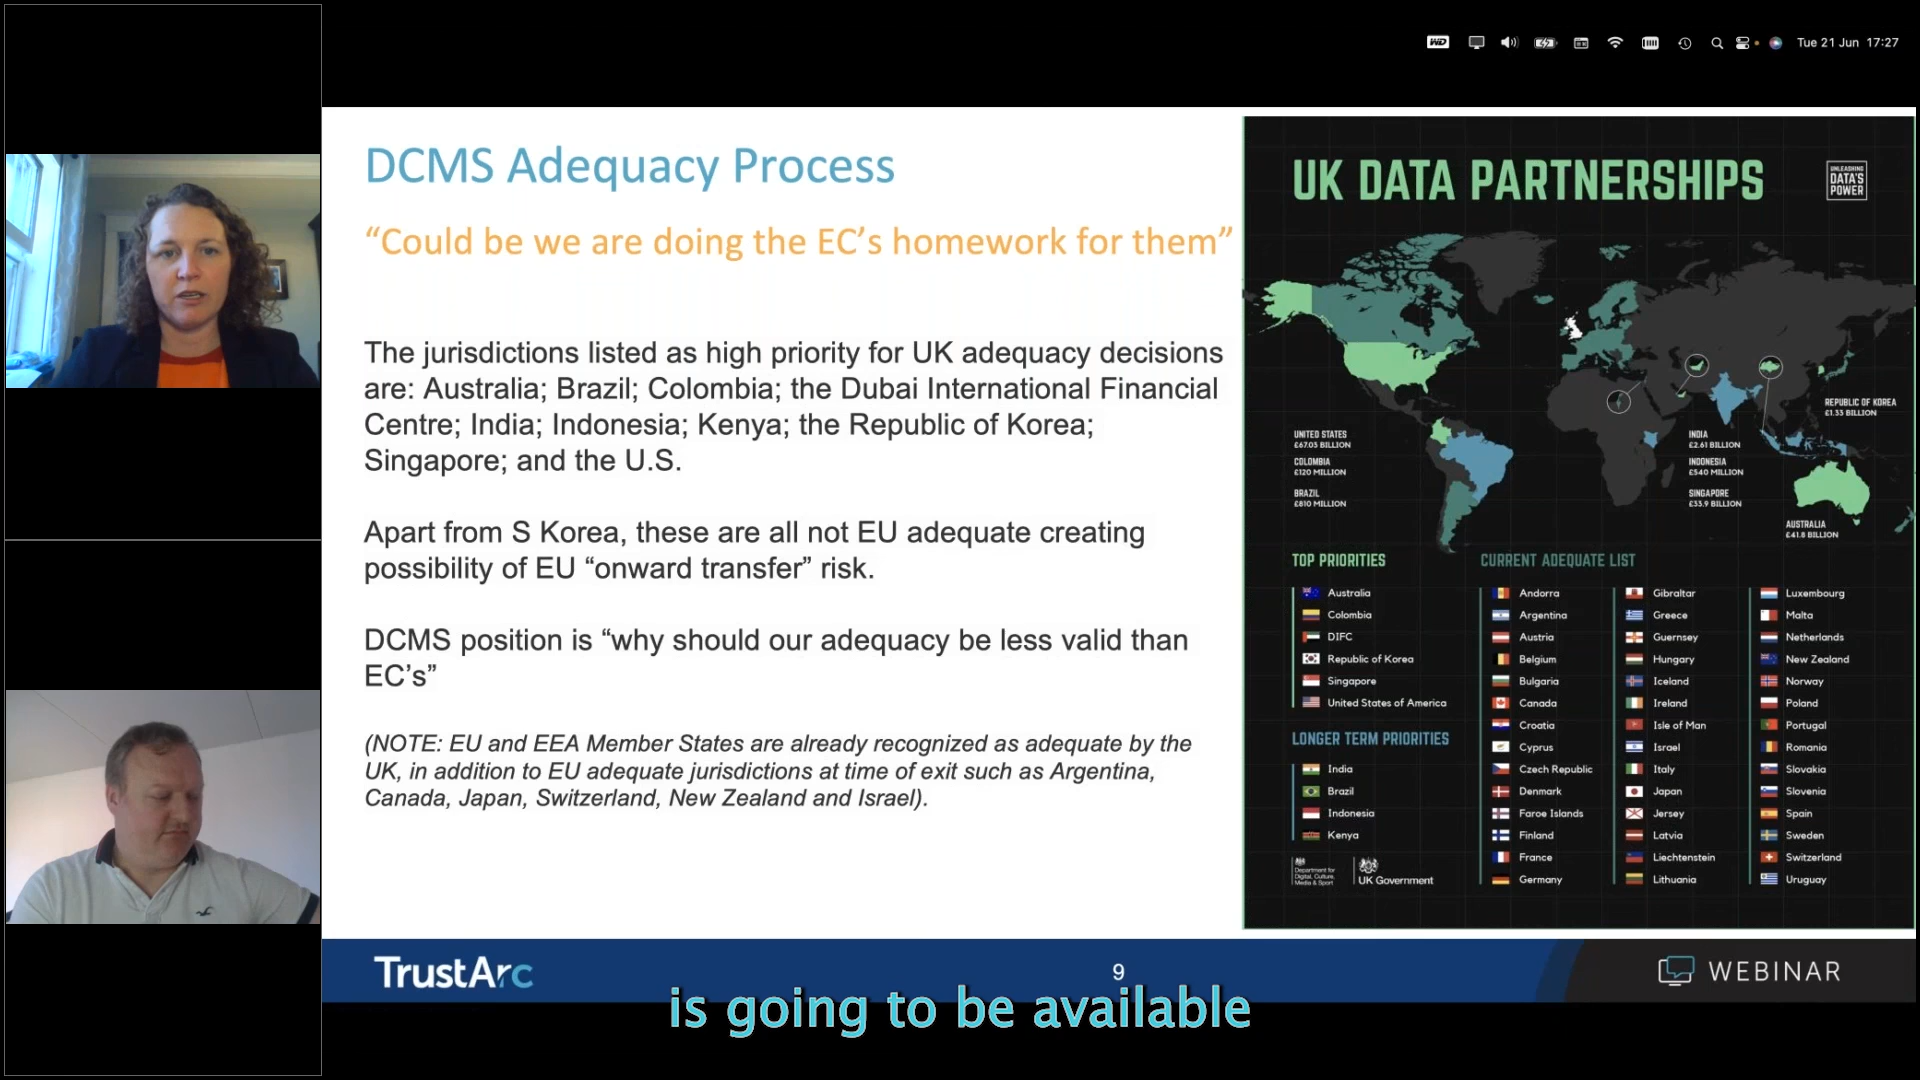 WD
Tue 21 Jun 17:27
DCMS Adequacy Process
“Could be we are doing the EC’s homework for them”
The jurisdictions listed as high priority for UK adequacy decisions
are: Australia; Brazil; Colombia; the Dubai International Financial
Centre; India; Indonesia; Kenya; the Republic of Korea;
Singapore; and the U.S.
Apart from S Korea, these are all not EU adequate creating
possibility of EU “onward transfer” risk.
DCMS position is “why should our adequacy be less valid than
EC’s”
(NOTE: EU and EEA Member States are already recognized as adequate by the
UK, in addition to EU adequate jurisdictions at time of exit such as Argentina,
Canada, Japan, Switzerland, New Zealand and Israel).
UK DATA PARTNERSHIPS
UNLEASHING
DATA'S
POWER
UNITED STATES
£67.03 BILLION
COLOMBIA
£120 MILLION
BRAZIL
£810 MILLION
REPUBLIC OF KOREA
£1.33 BILLION
INDIA
£2.61 BILLION
INDONESIA
£540 MILLION
SINGAPORE
£33.9 BILLION
AUSTRALIA
£41.8 BILLION
TOP PRIORITIES
Australia
Colombia
DIFC
Republic of Korea
Singapore
United States of America
LONGER TERM PRIORITIES
India
Brazil
Indonesia
Kenya
Department for
Digital, Culture,
Media & Sport
UK Government
CURRENT ADEQUATE LIST
Andorra
Argentina
Austria
Belgium
Bulgaria
Canada
Croatia
Cyprus
Czech Republic
Denmark
Faroe Islands
Finland
France
Germany
Gibraltar
Greece
Guernsey
Hungary
Iceland
Ireland
Isle of Man
Israel
Italy
Japan
Jersey
Latvia
Liechtenstein
Lithuania
Luxembourg
Malta
Netherlands
New Zealand
Norway
Poland
Portugal
Romania
Slovakia
Slovenia
Spain
Sweden
Switzerland
Uruguay
TrustArc
9
WEBINAR
is going to be available